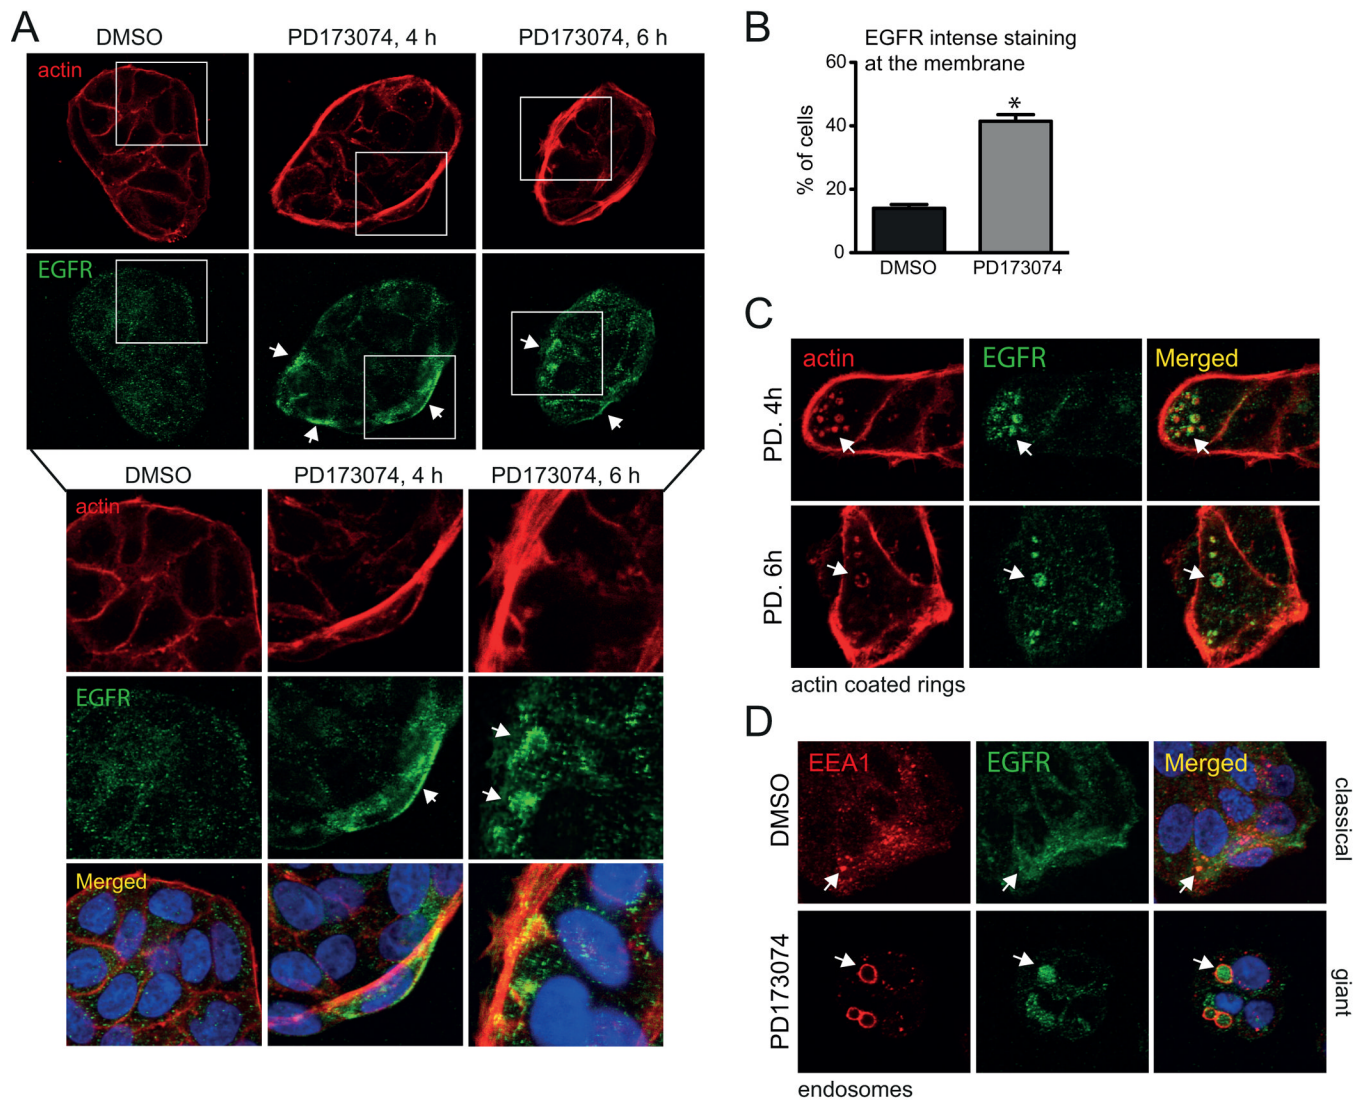 A
DMSO
PD173074, 4 h
PD173074, 6 h
actin
EGFR
DMSO
PD173074, 4 h
PD173074, 6 h
actin
EGFR
Merged
B
EGFR intense staining
at the membrane
% of cells
60
40
20
0
*
DMSO
PD173074
C
actin
EGFR
Merged
PD. 4h
PD. 6h
actin coated rings
D
EEA1
EGFR
Merged
DMSO
classical
PD173074
giant
endosomes